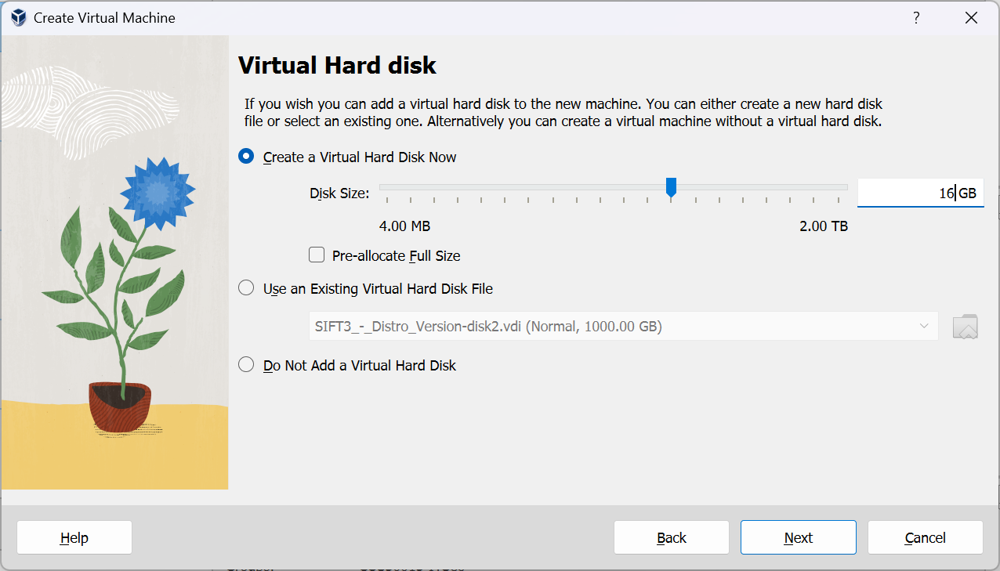 Create Virtual Machine
?
Virtual Hard disk
If you wish you can add a virtual hard disk to the new machine. You can either create a new hard disk
file or select an existing one. Alternatively you can create a virtual machine without a virtual hard disk.
Create a Virtual Hard Disk Now
Disk Size:
16 GB
4.00 MB
2.00 TB
Pre-allocate Full Size
Use an Existing Virtual Hard Disk File
SIFT3_-_Distro_Version-disk2.vdi (Normal, 1000.00 GB)
Do Not Add a Virtual Hard Disk
Help
Back
Next
Cancel